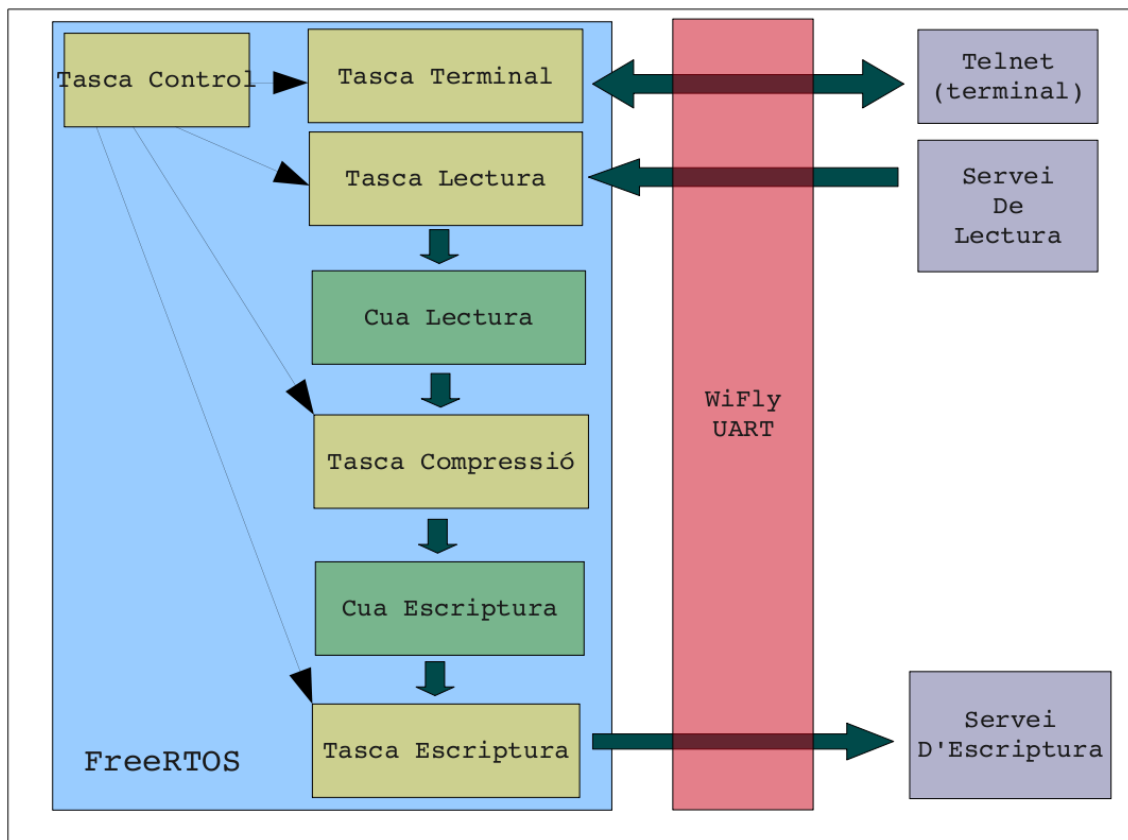 Tasca Control
Tasca Terminal
Telnet
(terminal)
Tasca Lectura
Servei
De
Lectura
Cua Lectura
WiFly
UART
Tasca Compressió
Cua Escriptura
Tasca Escriptura
Servei
D'Escriptura
FreeRTOS